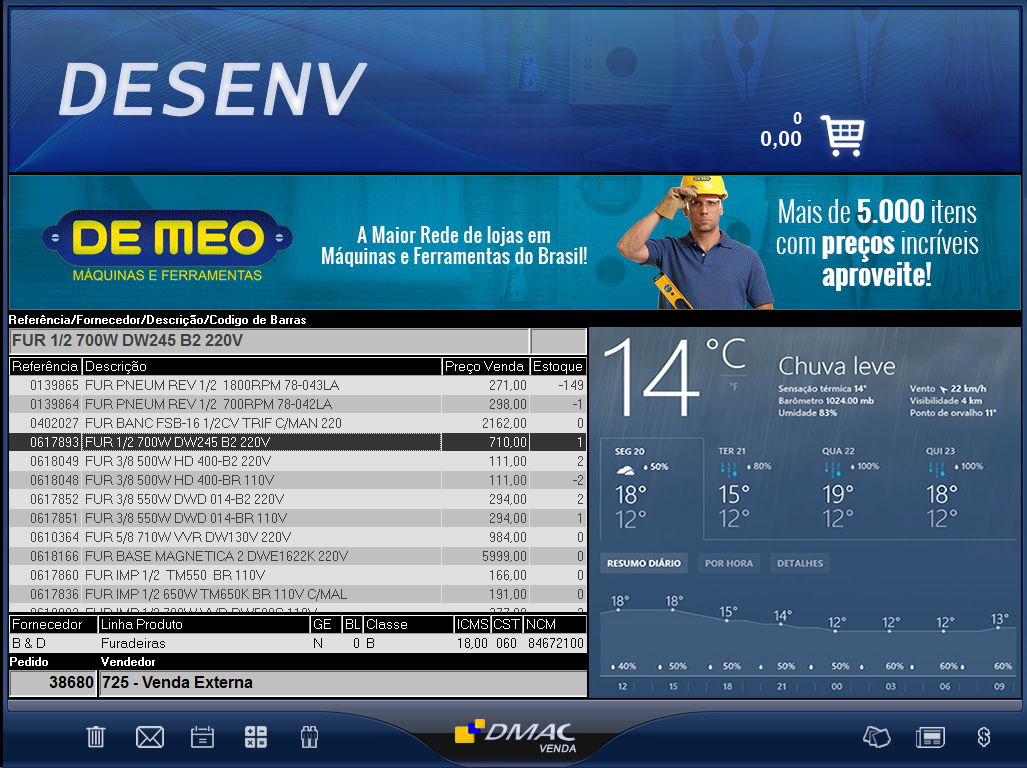 DESENV
0
0,00
DE MEO
MÁQUINAS E FERRAMENTAS
A Maior Rede de lojas em
Máquinas e Ferramentas do Brasil!
Mais de 5.000 itens
com preços incríveis
aproveite!
Referência/Fornecedor/Descrição/Codigo de Barras
FUR 1/2 700W DW245 B2 220V
Referência Descrição Preço Venda Estoque
0139865 FUR PNEUM REV 1/2 1800RPM 78-043LA 271,00 -149
0139864 FUR PNEUM REV 1/2 700RPM 78-042LA 298,00 -1
0402027 FUR BANC FSB-16 1/2CV TRIF C/MAN 220 2162,00 0
0617893 FUR 1/2 700W DW245 B2 220V 710,00 1
0618049 FUR 3/8 500W HD 400-B2 220V 111,00 2
0618048 FUR 3/8 500W HD 400-BR 110V 111,00 -2
0617852 FUR 3/8 550W DWD 014-B2 220V 294,00 2
0617851 FUR 3/8 550W DWD 014-BR 110V 294,00 1
0610364 FUR 5/8 710W VVR DW130V 220V 984,00 0
0618166 FUR BASE MAGNETICA 2 DWE1622K 220V 5999,00 0
0617860 FUR IMP 1/2 TM550 BR 110V 166,00 0
0617836 FUR IMP 1/2 650W TM650K BR 110V C/MAL 191,00 0
Fornecedor Linha Produto GE BL Classe ICMS CST NCM
B & D Furadeiras N 0 B 18,00 060 84672100
Pedido Vendedor
38680 725 - Venda Externa
14 °C
°F
Chuva leve
Sensação térmica 14°
Barômetro 1024.00 mb
Umidade 83%
Vento 22 km/h
Visibilidade 4 km
Ponto de orvalho 11°
SEG 20 TER 21 QUA 22 QUI 23
50% 80% 100% 100%
18° 15° 19° 18°
12° 12° 12° 12°
RESUMO DIÁRIO POR HORA DETALHES
18° 18° 15° 14° 12° 12° 12° 13°
40% 50% 50% 50% 50% 60% 60% 60%
12 15 18 21 00 03 06 09
DMAC
VENDA